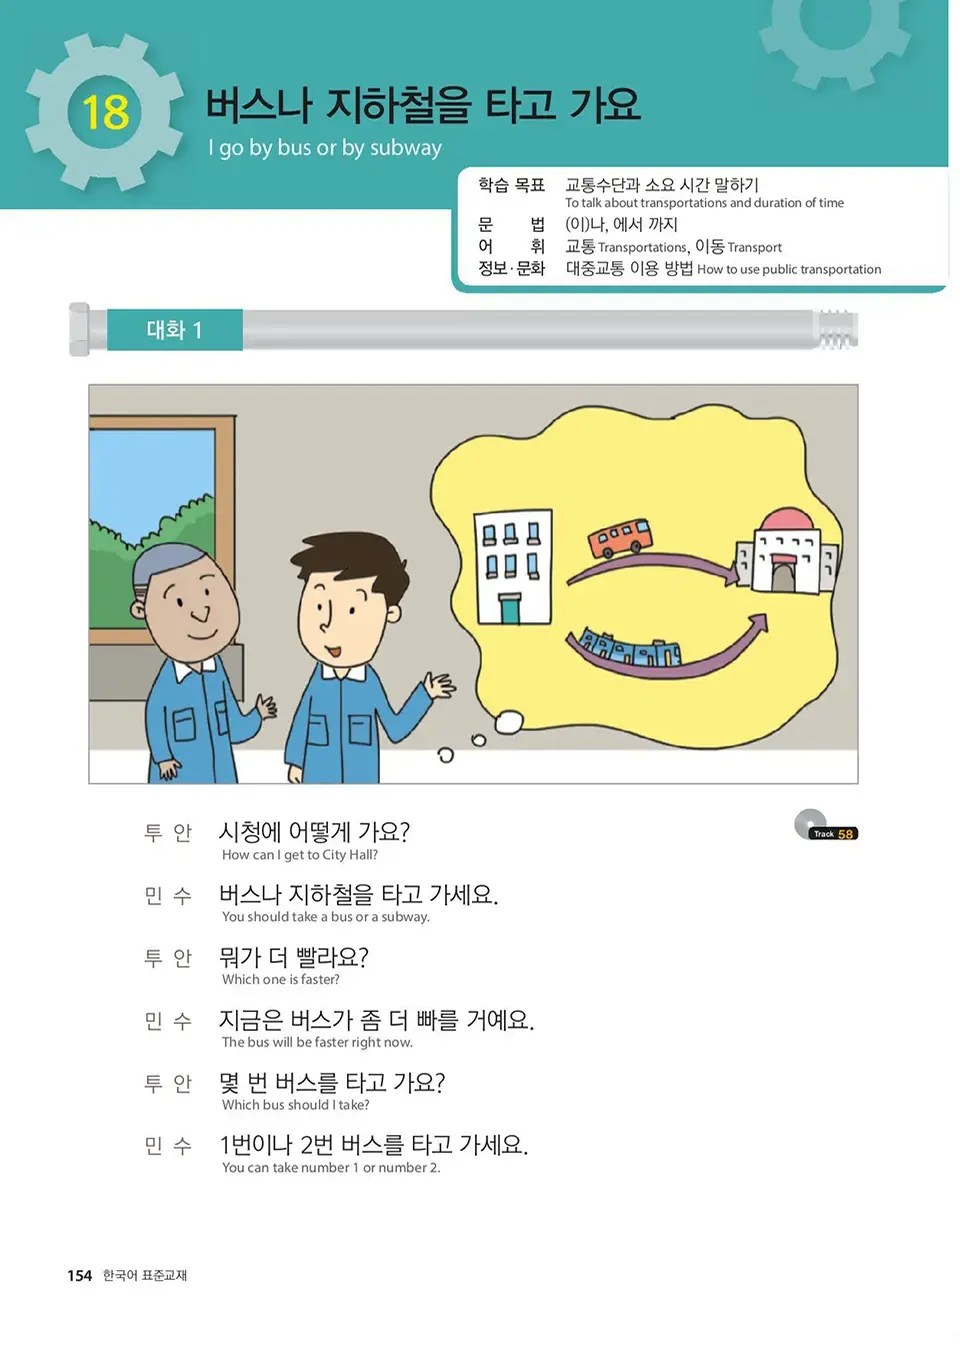 18
버스나 지하철을 타고 가요
I go by bus or by subway
학습 목표 교통수단과 소요 시간 말하기
To talk about transportations and duration of time
문 법 (이)나, 에서 까지
어 휘 교통 Transportations, 이동 Transport
정보·문화 대중교통 이용 방법 How to use public transportation
대화 1
투 안 시청에 어떻게 가요?
How can I get to City Hall?
Track 58
민 수 버스나 지하철을 타고 가세요.
You should take a bus or a subway.
투 안 뭐가 더 빨라요?
Which one is faster?
민 수 지금은 버스가 좀 더 빠를 거예요.
The bus will be faster right now.
투 안 몇 번 버스를 타고 가요?
Which bus should I take?
민 수 1번이나 2번 버스를 타고 가세요.
You can take number 1 or number 2.
154 한국어 표준교재